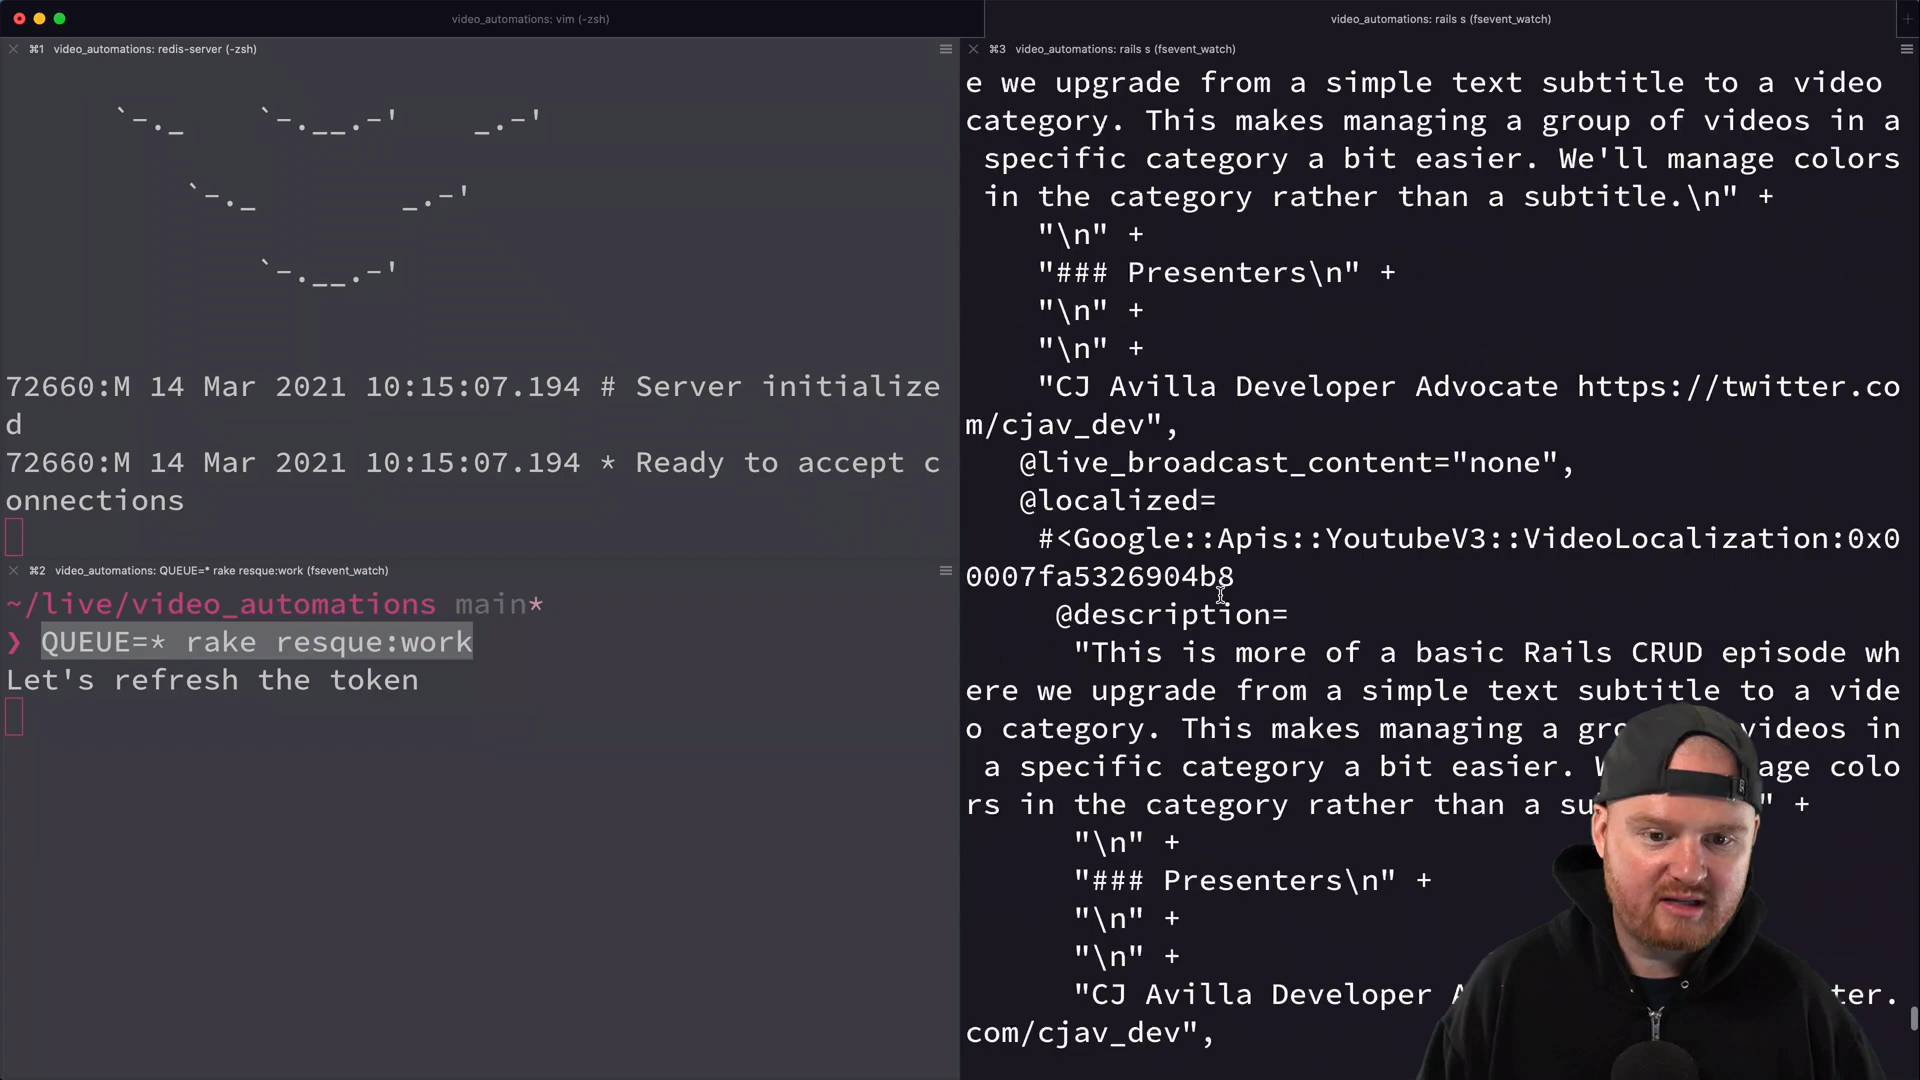 video_automations: vim (-zsh)
video_automations: rails s (fsevent_watch)
⌘1 video_automations: redis-server (-zsh)
`-._     `-.__.-'     _.-'
`-._         _.-'
`-.__.-'
72660:M 14 Mar 2021 10:15:07.194 # Server initialize
d
72660:M 14 Mar 2021 10:15:07.194 * Ready to accept c
onnections
⌘2 video_automations: QUEUE=* rake resque:work (fsevent_watch)
~/live/video_automations main*
❯ QUEUE=* rake resque:work
Let's refresh the token
⌘3 video_automations: rails s (fsevent_watch)
e we upgrade from a simple text subtitle to a video
category. This makes managing a group of videos in a
specific category a bit easier. We'll manage colors
in the category rather than a subtitle.\n" +
"\n" +
"### Presenters\n" +
"\n" +
"\n" +
"CJ Avilla Developer Advocate https://twitter.co
m/cjav_dev",
@live_broadcast_content="none",
@localized=
#<Google::Apis::YoutubeV3::VideoLocalization:0x0
0007fa5326904b8
@description=
"This is more of a basic Rails CRUD episode wh
ere we upgrade from a simple text subtitle to a vide
o category. This makes managing a videos in
a specific category a bit easier. colo
rs in the category rather than a " +
"\n" +
"### Presenters\n" +
"\n" +
"\n" +
"CJ Avilla Developer
com/cjav_dev",